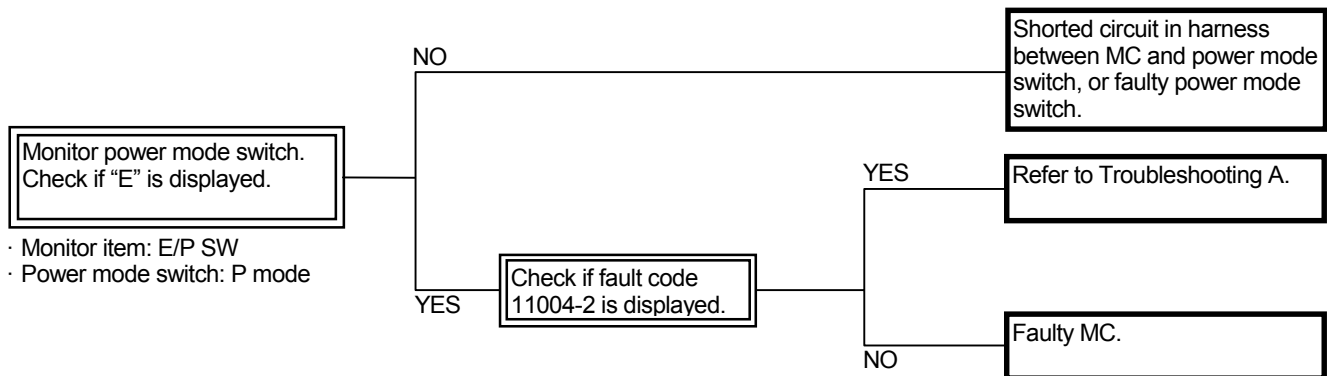 NO
Shorted circuit in harness
between MC and power mode
switch, or faulty power mode
switch.
Monitor power mode switch.
Check if “E” is displayed.
· Monitor item: E/P SW
· Power mode switch: P mode
YES
Check if fault code
11004-2 is displayed.
YES
Refer to Troubleshooting A.
NO
Faulty MC.